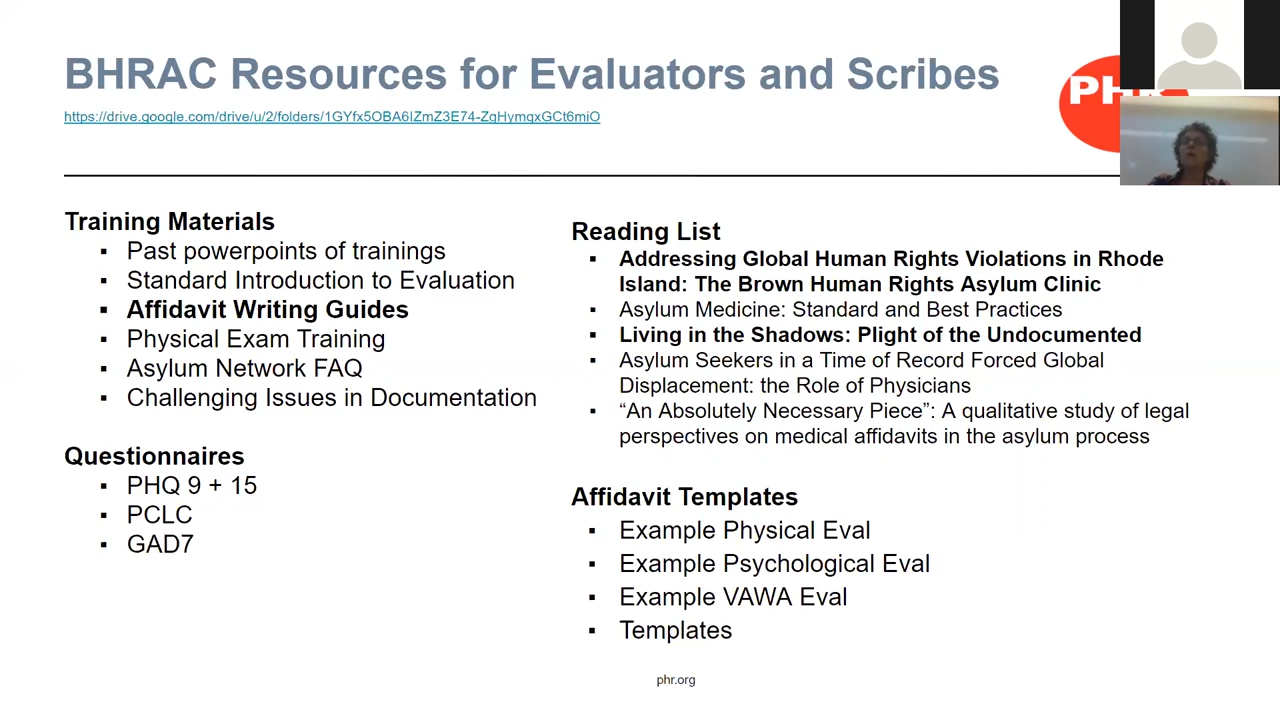 BHRAC Resources for Evaluators and Scribes
https://drive.google.com/drive/u/2/folders/1GYfx5OBA6IZmZ3E74-ZqHymqxGCt6miO
PH
Training Materials
▪ Past powerpoints of trainings
▪ Standard Introduction to Evaluation
▪ Affidavit Writing Guides
▪ Physical Exam Training
▪ Asylum Network FAQ
▪ Challenging Issues in Documentation
Questionnaires
▪ PHQ 9 + 15
▪ PCLC
▪ GAD7
Reading List
▪ Addressing Global Human Rights Violations in Rhode
Island: The Brown Human Rights Asylum Clinic
▪ Asylum Medicine: Standard and Best Practices
▪ Living in the Shadows: Plight of the Undocumented
▪ Asylum Seekers in a Time of Record Forced Global
Displacement: the Role of Physicians
▪ “An Absolutely Necessary Piece”: A qualitative study of legal
perspectives on medical affidavits in the asylum process
Affidavit Templates
▪ Example Physical Eval
▪ Example Psychological Eval
▪ Example VAWA Eval
▪ Templates
phr.org